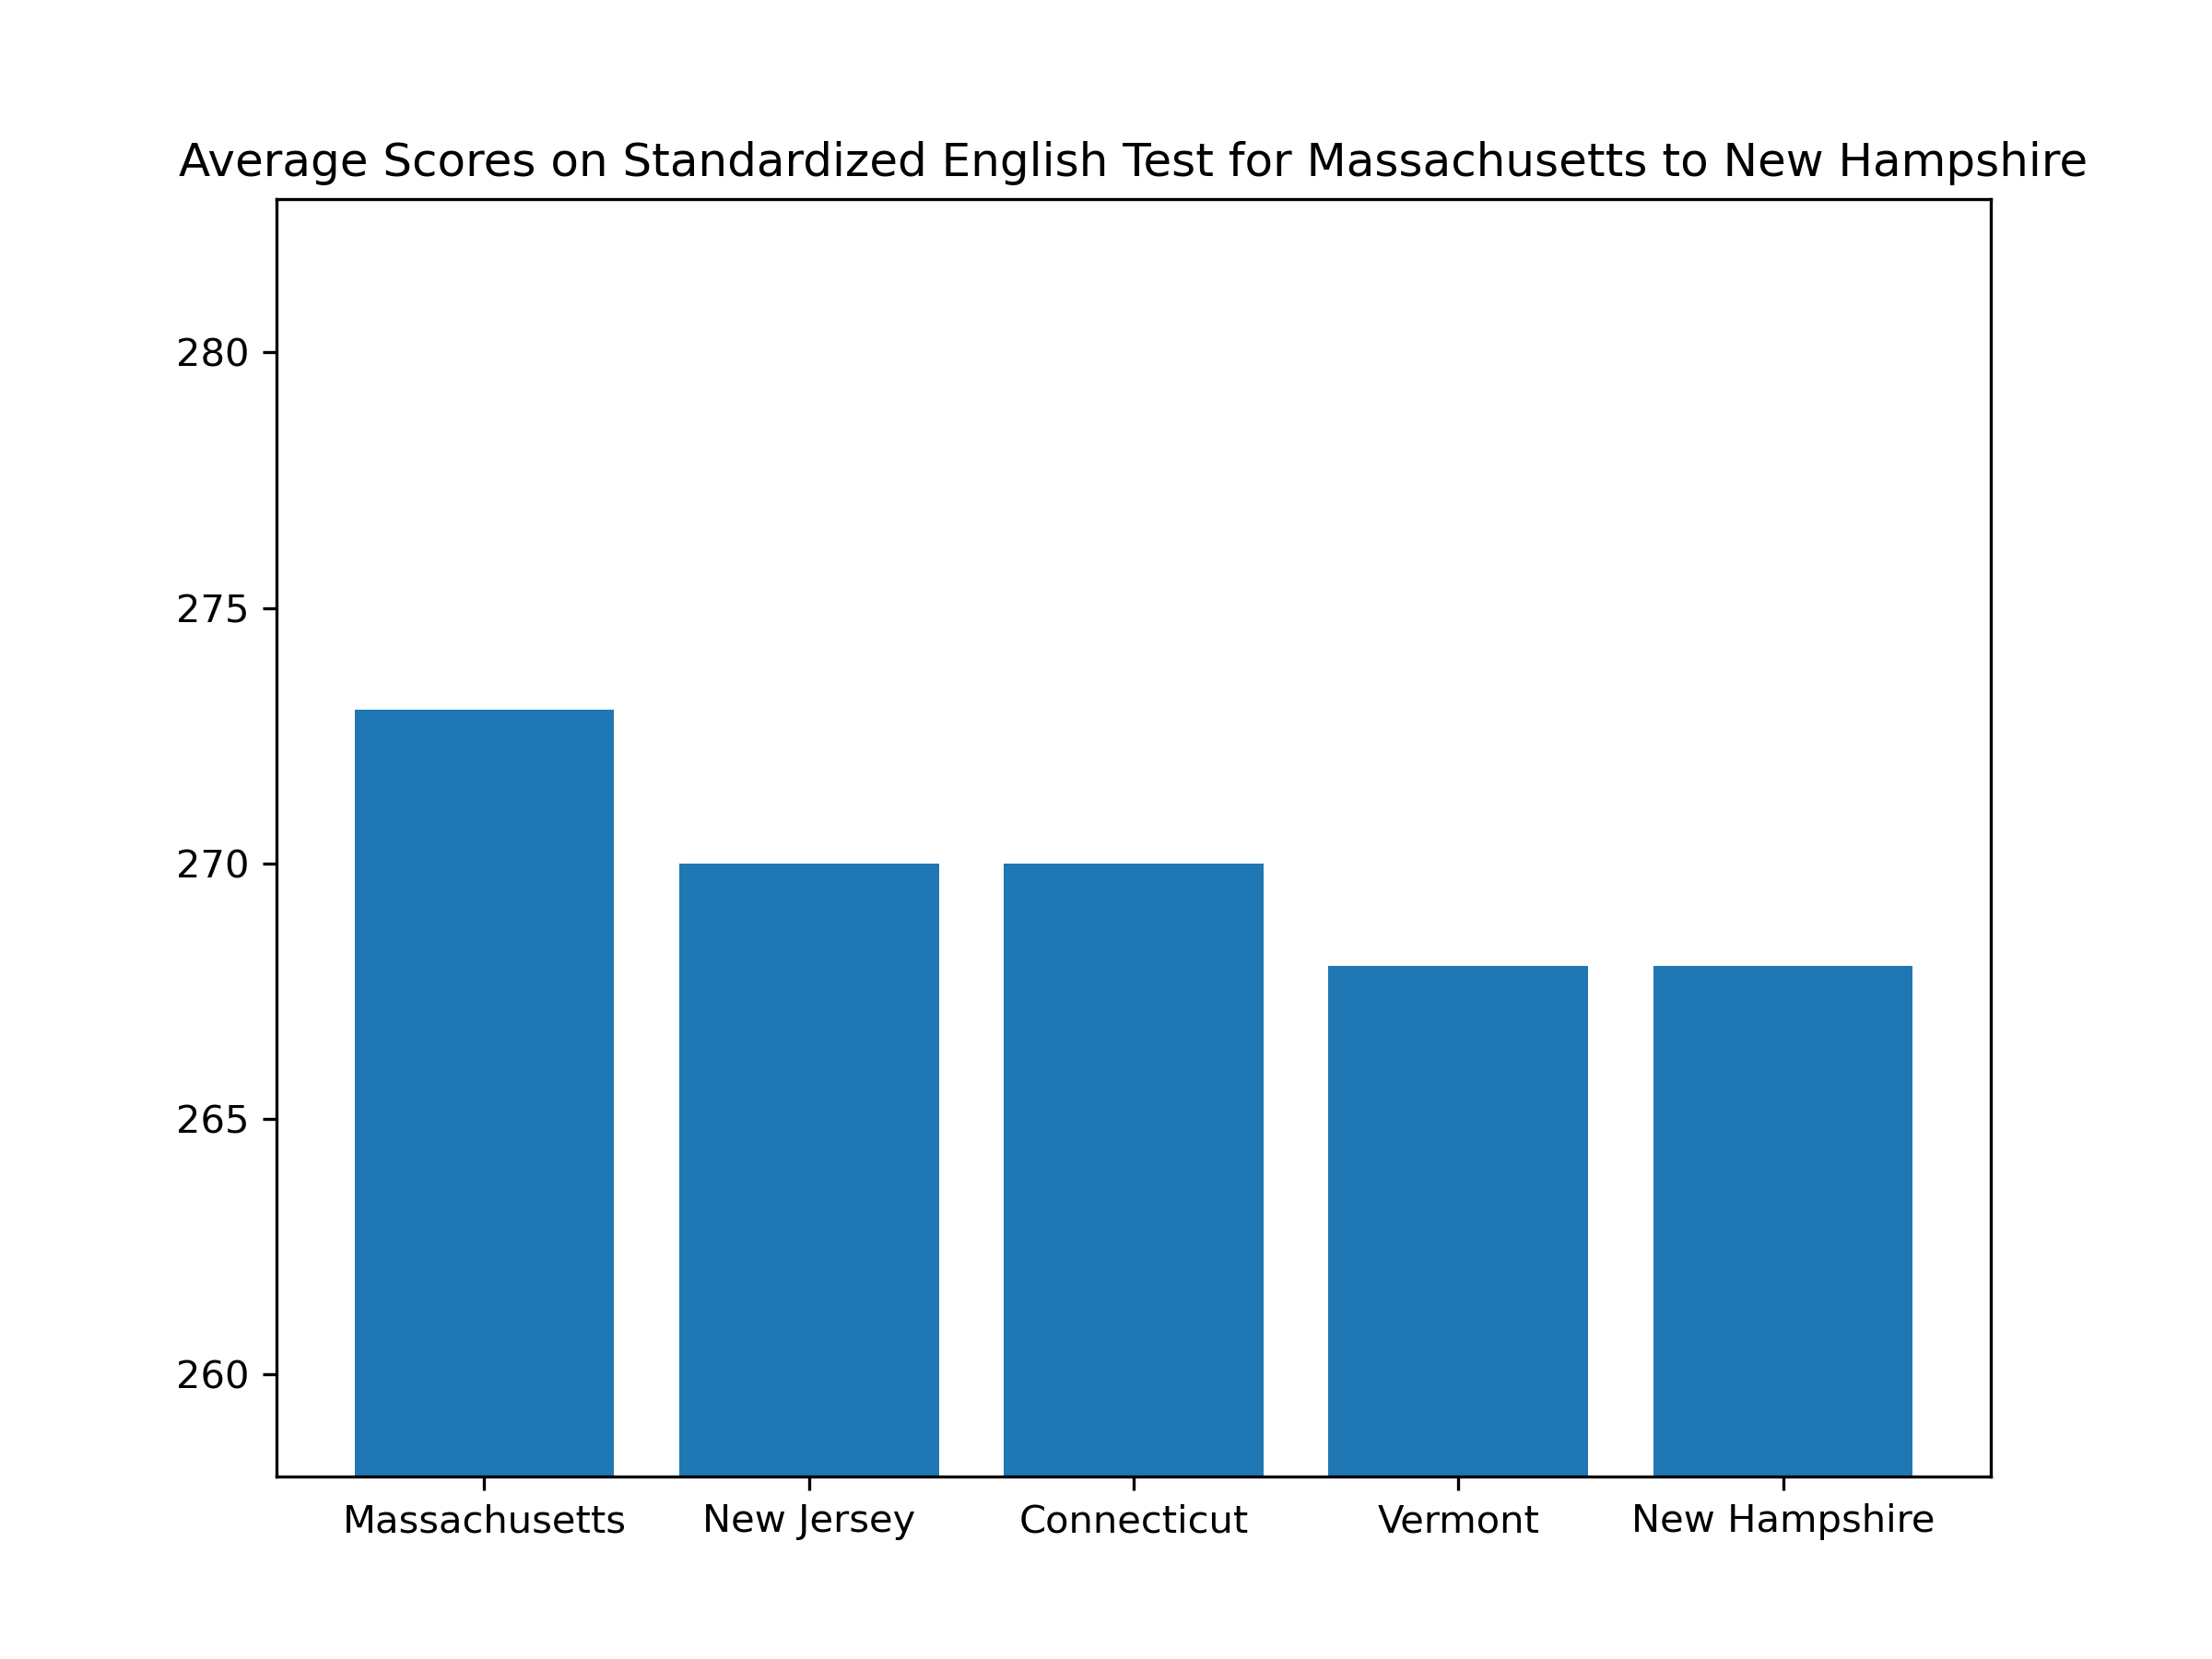 Average Scores on Standardized English Test for Massachusetts to New Hampshire
280
275
270
265
260
Massachusetts New Jersey Connecticut Vermont New Hampshire